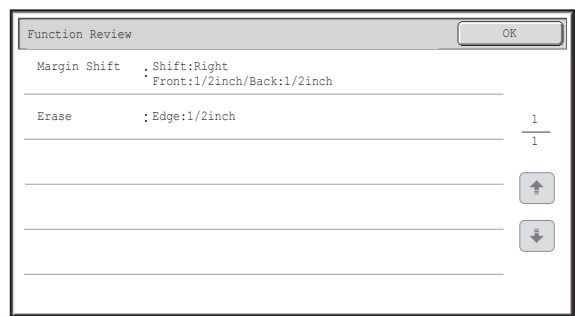 Function Review OK
Margin Shift : Shift:Right
Front:1/2inch/Back:1/2inch
Erase : Edge:1/2inch
1
1